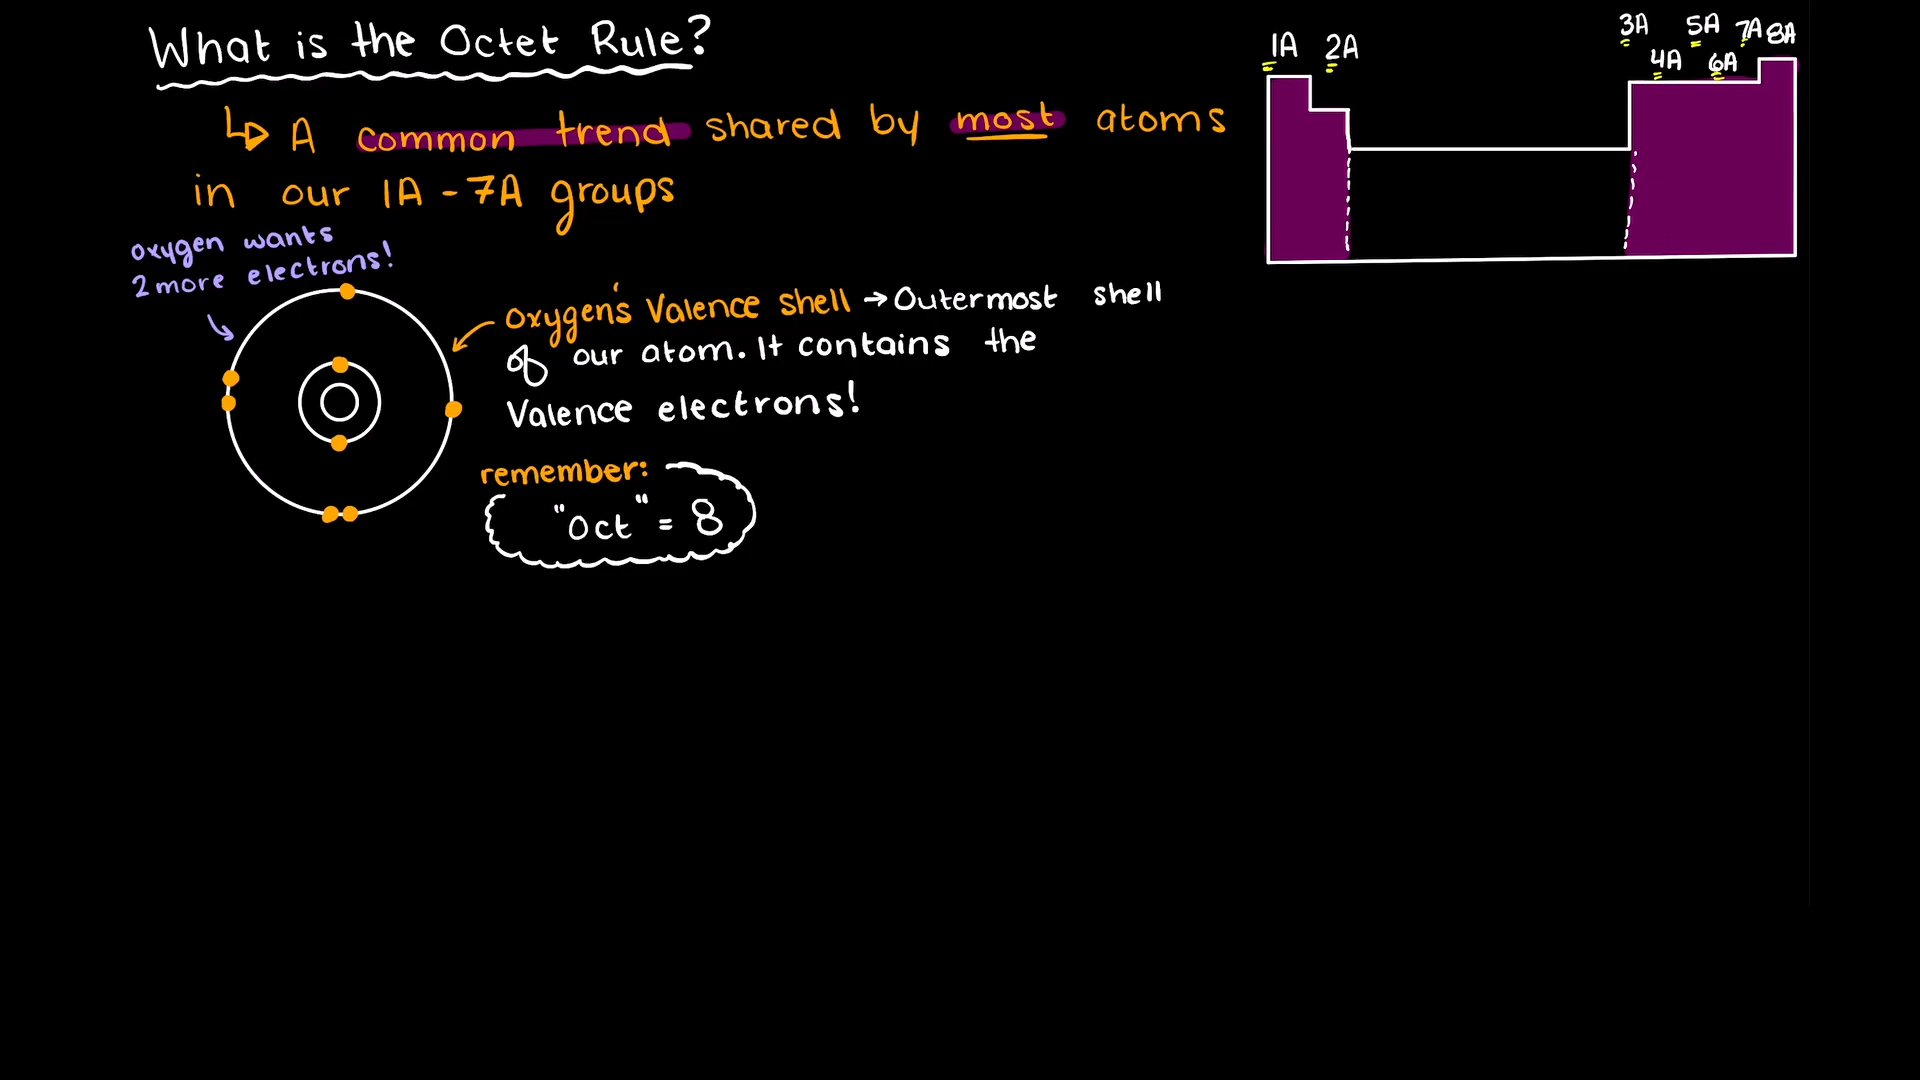 What is the Octet Rule?
A common trend shared by most atoms
in our 1A - 7A groups
1A 2A 3A 4A 5A 6A 7A 8A
oxygen wants
2 more electrons!
Oxygen's Valence shell → Outermost shell
of our atom. It contains the
Valence electrons!
remember:
"Oct" = 8